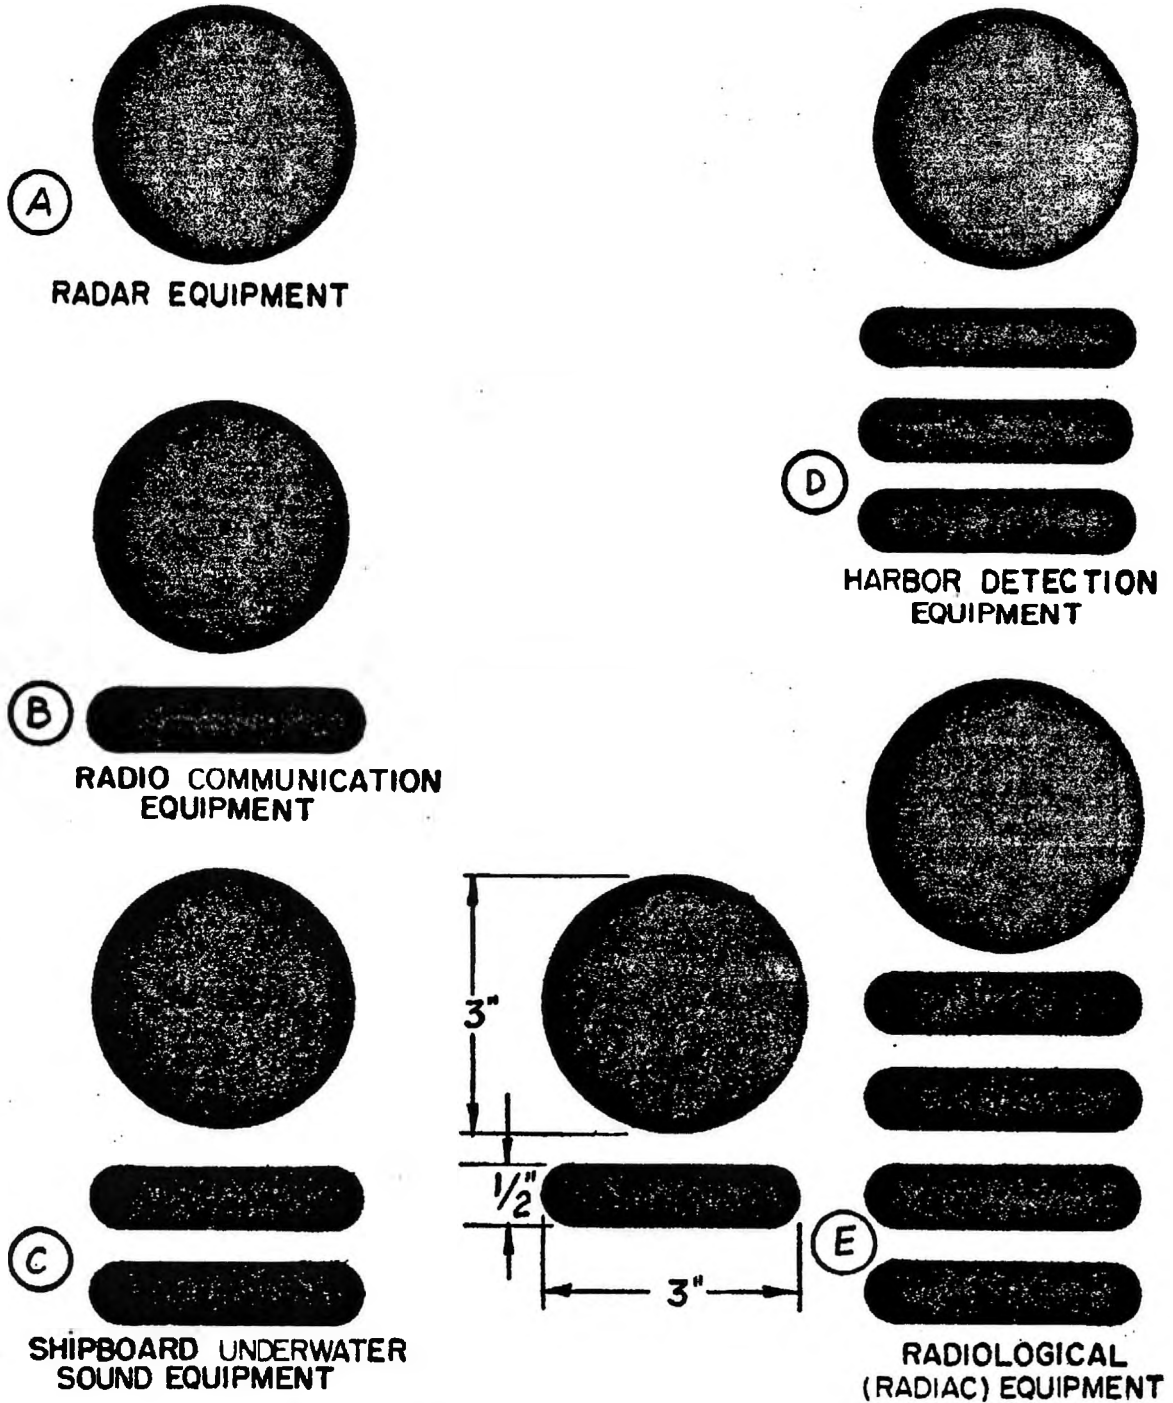 A
RADAR EQUIPMENT
B
RADIO COMMUNICATION
EQUIPMENT
C
SHIPBOARD UNDERWATER
SOUND EQUIPMENT
3"
1/2"
3"
D
HARBOR DETECTION
EQUIPMENT
E
RADIOLOGICAL
(RADIAC) EQUIPMENT